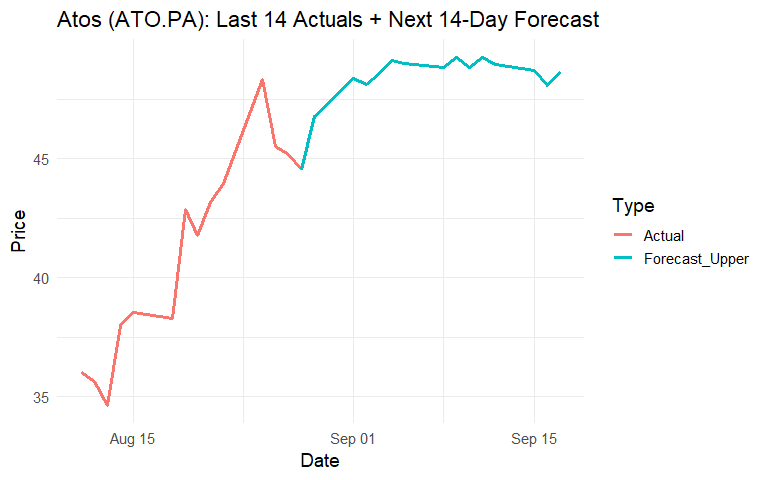 Atos (ATO.PA): Last 14 Actuals + Next 14-Day Forecast
Price
45
40
35
Aug 15
Sep 01
Sep 15
Date
Type
Actual
Forecast_Upper